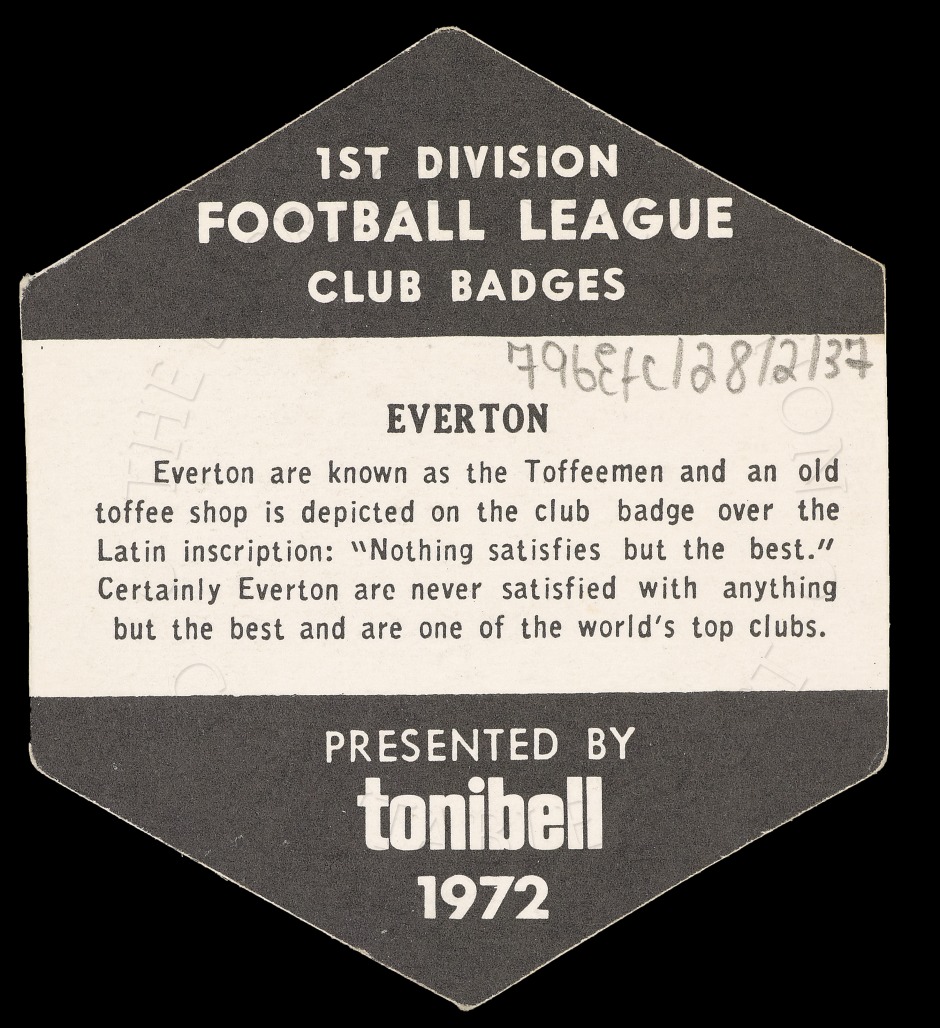 1ST DIVISION
FOOTBALL LEAGUE
CLUB BADGES
796Efc/28/2/37
EVERTON
Everton are known as the Toffeemen and an old
toffee shop is depicted on the club badge over the
Latin inscription: "Nothing satisfies but the best."
Certainly Everton are never satisfied with anything
but the best and are one of the world's top clubs.
PRESENTED BY
tonibell
1972